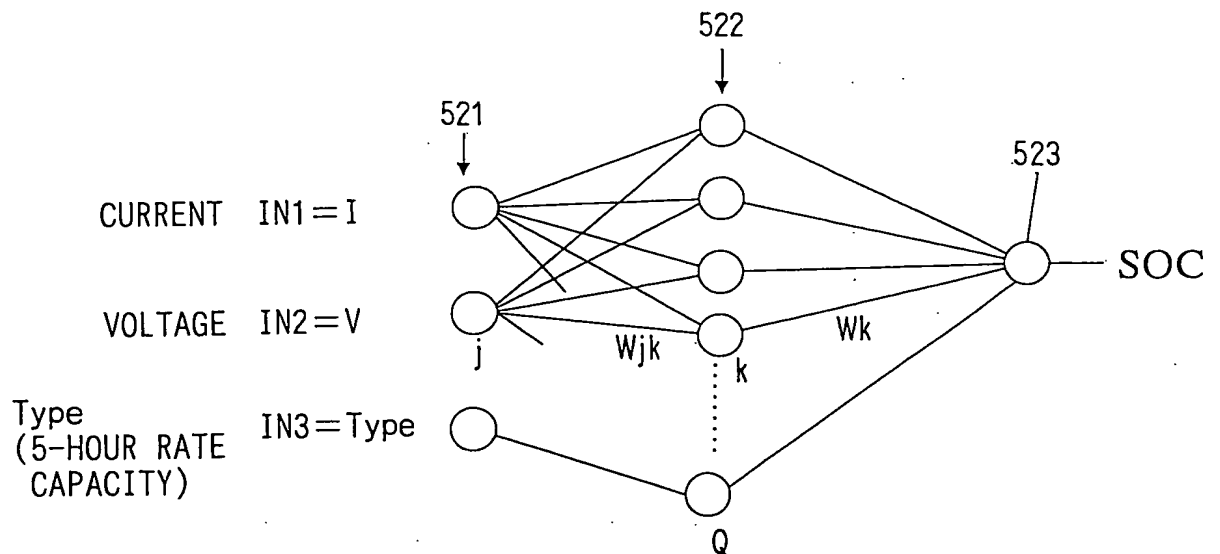 522
521
523
CURRENT IN1=I
SOC
VOLTAGE IN2=V
Wjk
Wk
j
k
Type
(5-HOUR RATE
CAPACITY)
IN3=Type
Q